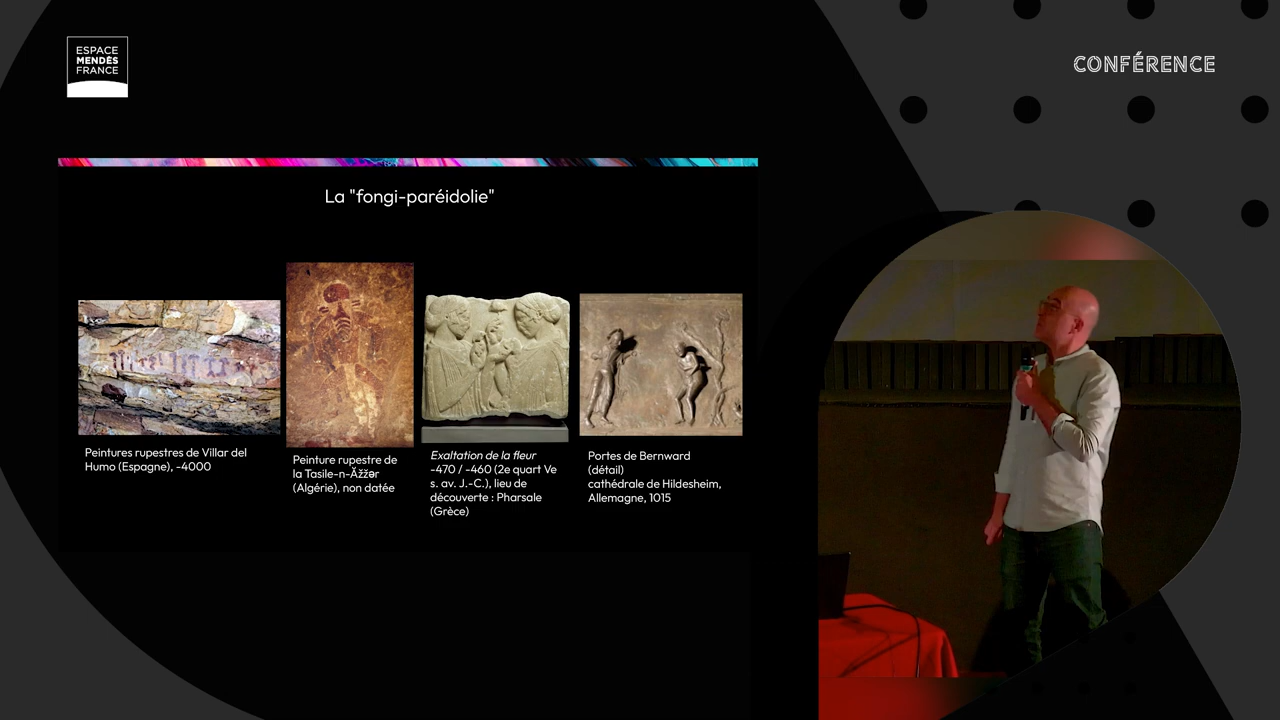 ESPACE
MENDÈS
FRANCE
CONFÉRENCE
La "fongi-paréidolie"
Peintures rupestres de Villar del
Humo (Espagne), -4000
Peinture rupestre de
la Tasile-n-Ǎžžǝr
(Algérie), non datée
Exaltation de la fleur
-470 / -460 (2e quart Ve
s. av. J.-C.), lieu de
découverte : Pharsale
(Grèce)
Portes de Bernward
(détail)
cathédrale de Hildesheim,
Allemagne, 1015